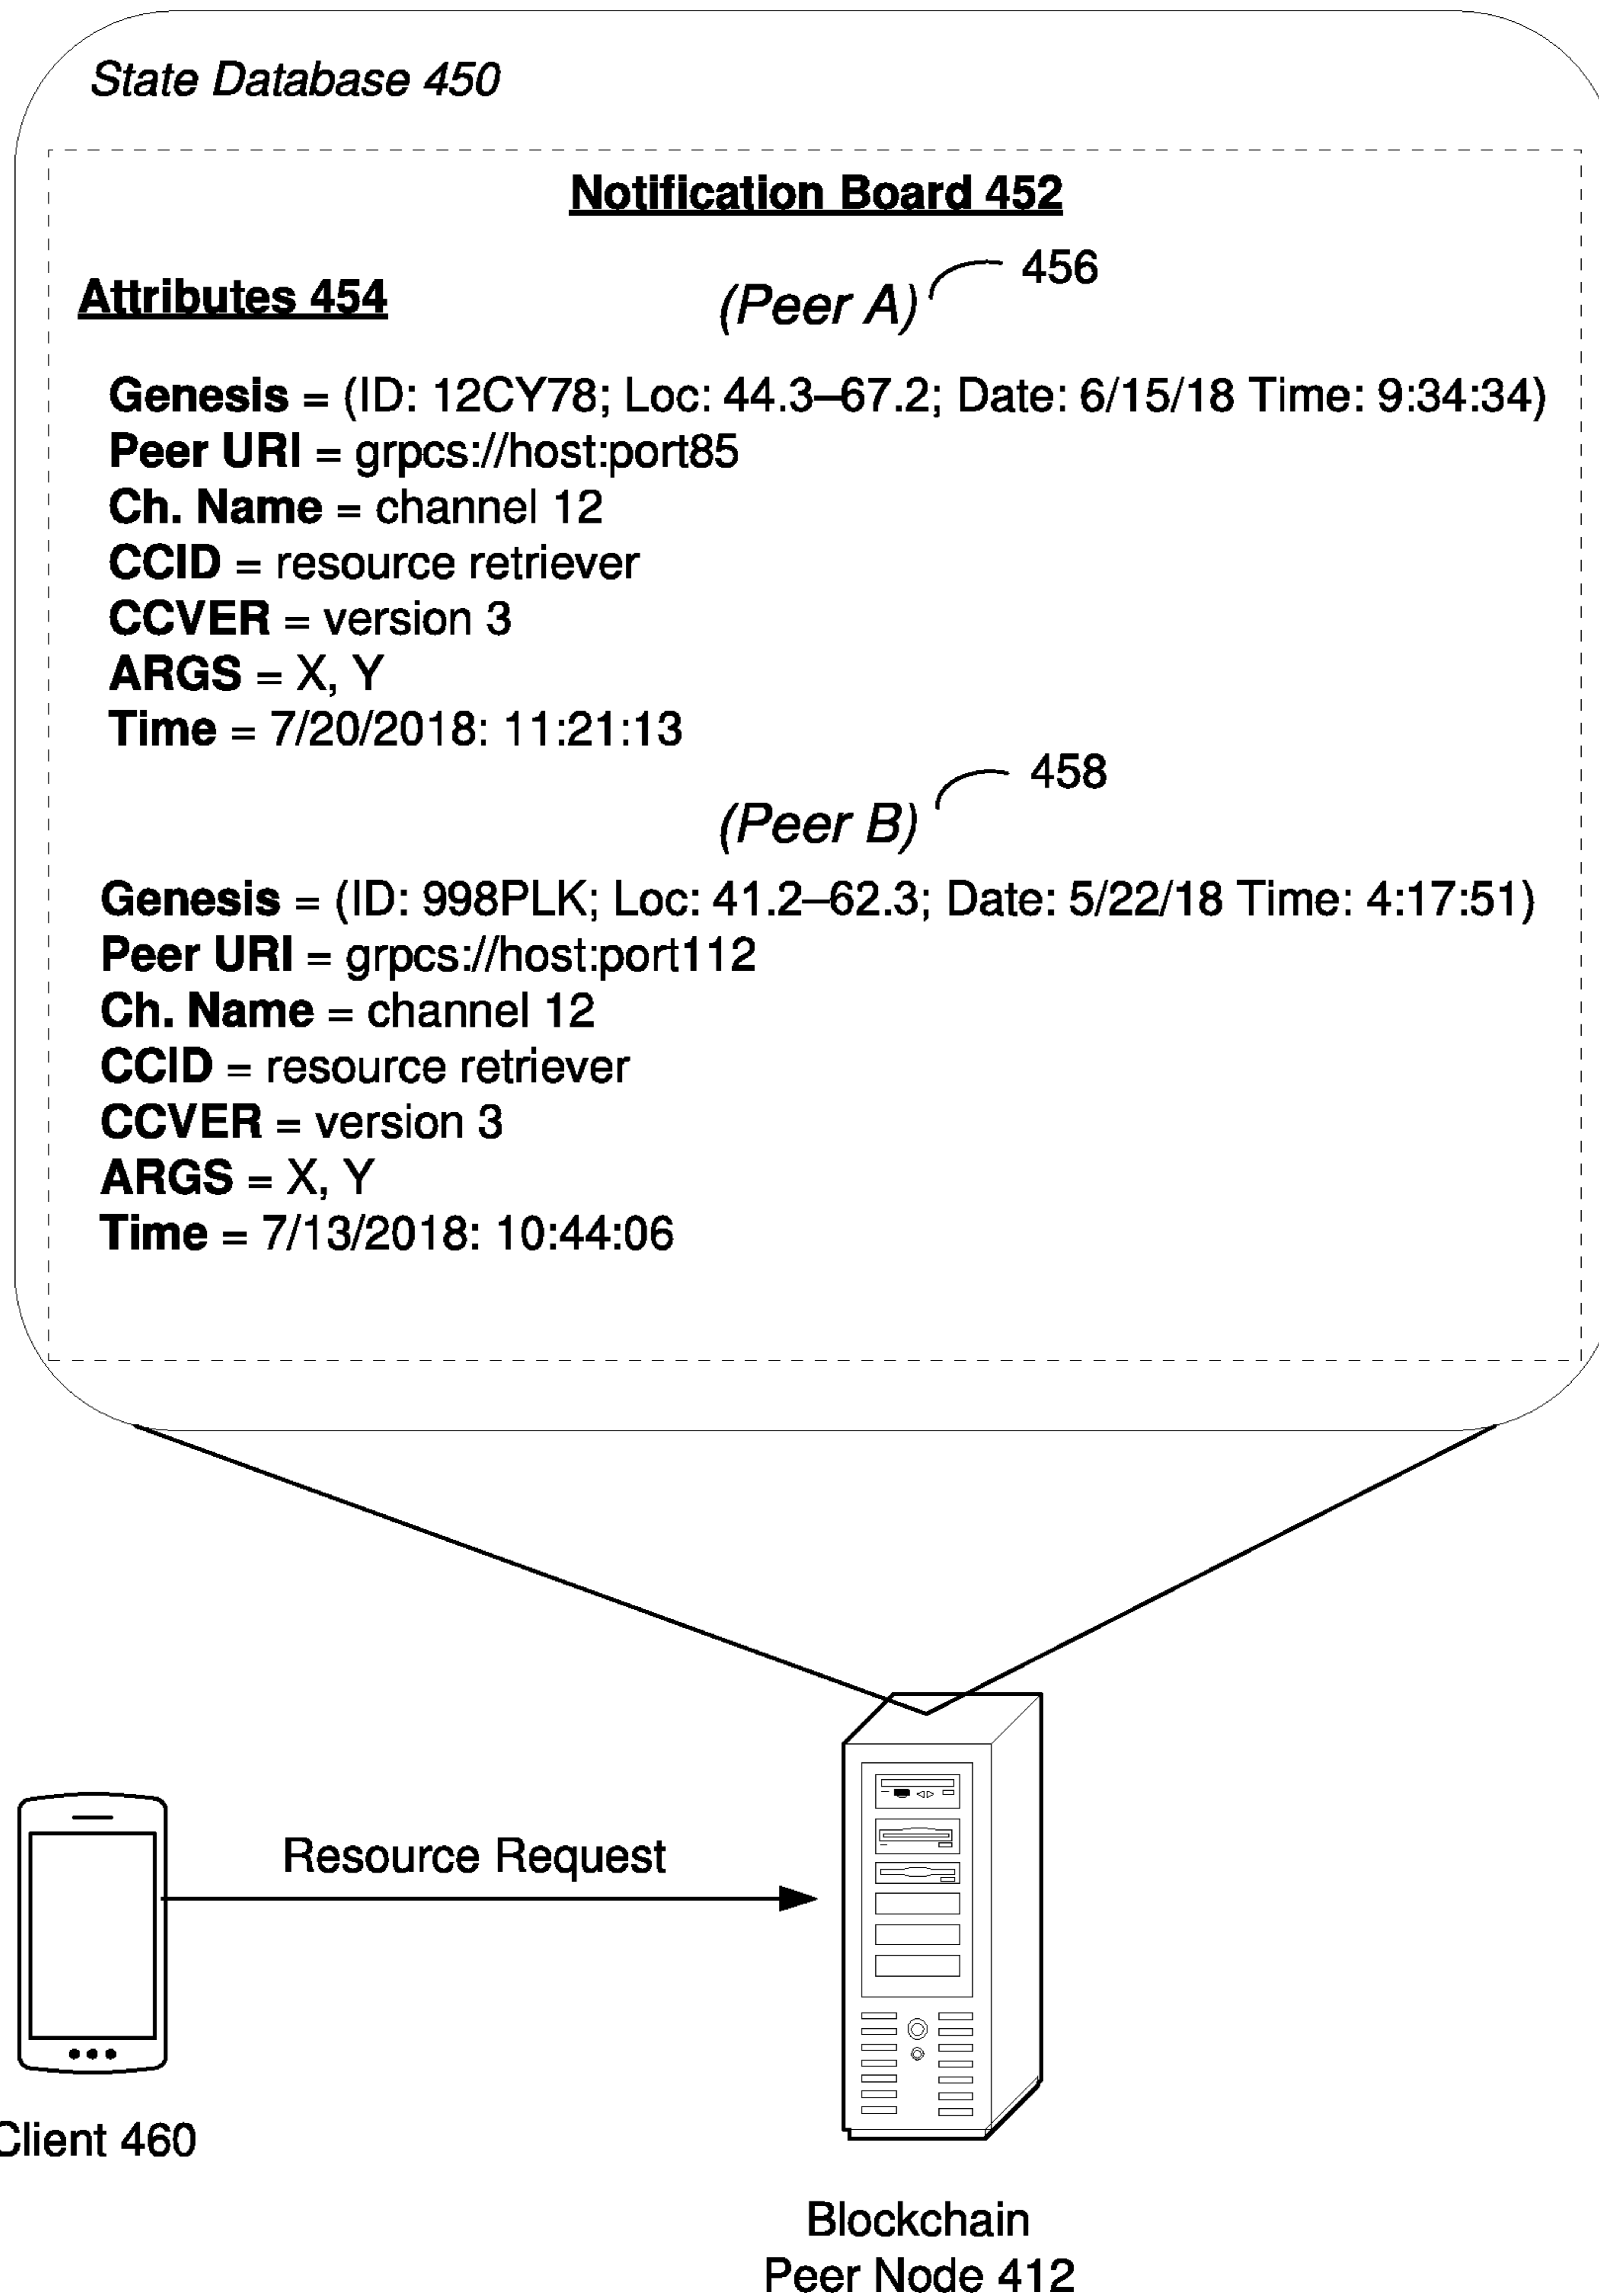 State Database 450
Notification Board 452
456
Attributes 454
(Peer A)
Genesis = (ID: 12CY78; Loc: 44.3–67.2; Date: 6/15/18 Time: 9:34:34)
Peer URI = grpcs://host:port85
Ch. Name = channel 12
CCID = resource retriever
CCVER = version 3
ARGS = X, Y
Time = 7/20/2018: 11:21:13
458
(Peer B)
Genesis = (ID: 998PLK; Loc: 41.2–62.3; Date: 5/22/18 Time: 4:17:51)
Peer URI = grpcs://host:port112
Ch. Name = channel 12
CCID = resource retriever
CCVER = version 3
ARGS = X, Y
Time = 7/13/2018: 10:44:06
Resource Request
Client 460
Blockchain
Peer Node 412